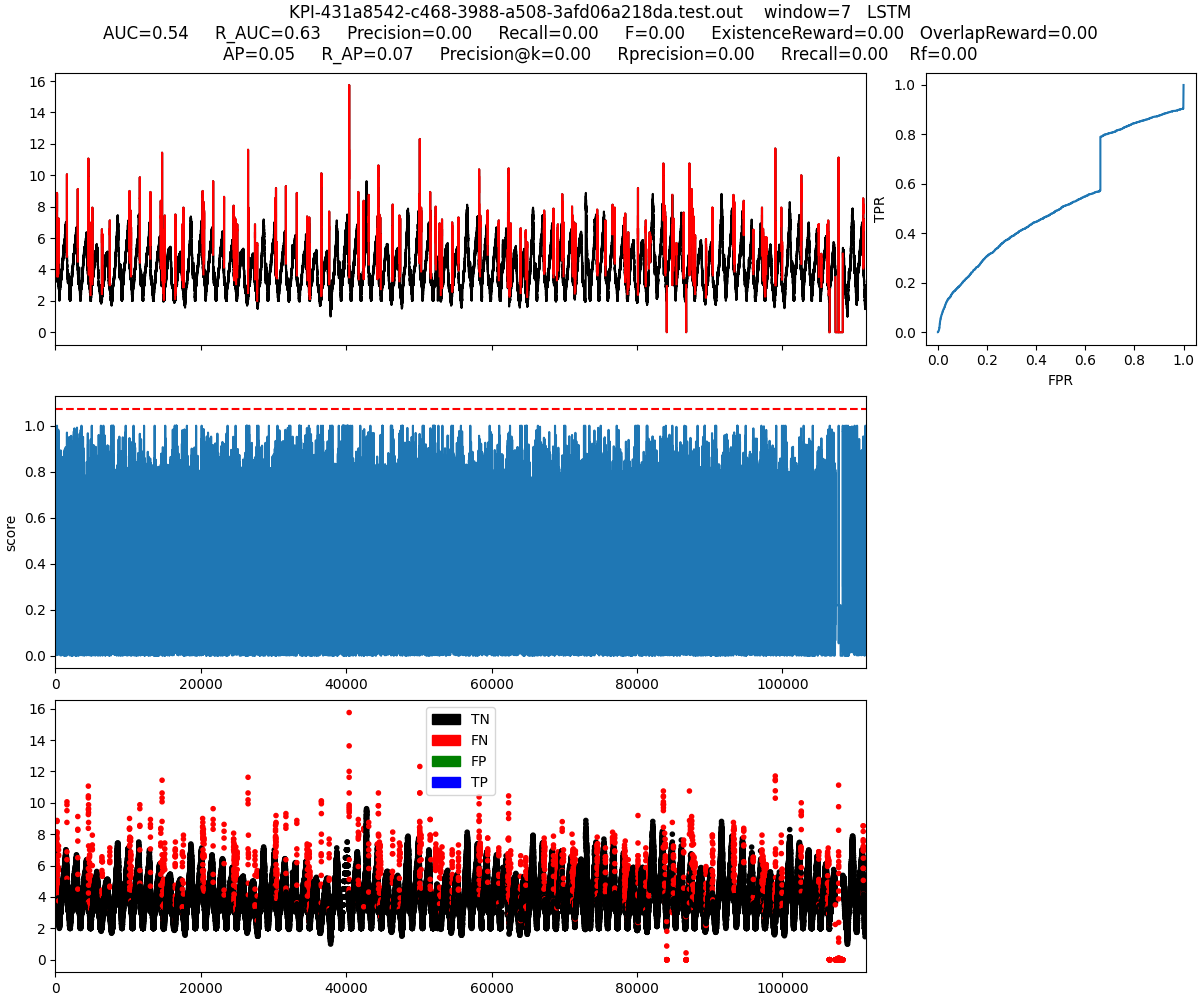 KPI-431a8542-c468-3988-a508-3afd06a218da.test.out    window=7   LSTM
AUC=0.54     R_AUC=0.63     Precision=0.00     Recall=0.00     F=0.00     ExistenceReward=0.00   OverlapReward=0.00
AP=0.05     R_AP=0.07     Precision@k=0.00     Rprecision=0.00     Rrecall=0.00     Rf=0.00
16
14
12
10
8
6
4
2
0
1.0
0.8
0.6
0.4
0.2
0.0
TPR
0.0 0.2 0.4 0.6 0.8 1.0
FPR
1.0
0.8
0.6
0.4
0.2
0.0
score
0 20000 40000 60000 80000 100000
16
14
12
10
8
6
4
2
0
TN
FN
FP
TP
0 20000 40000 60000 80000 100000